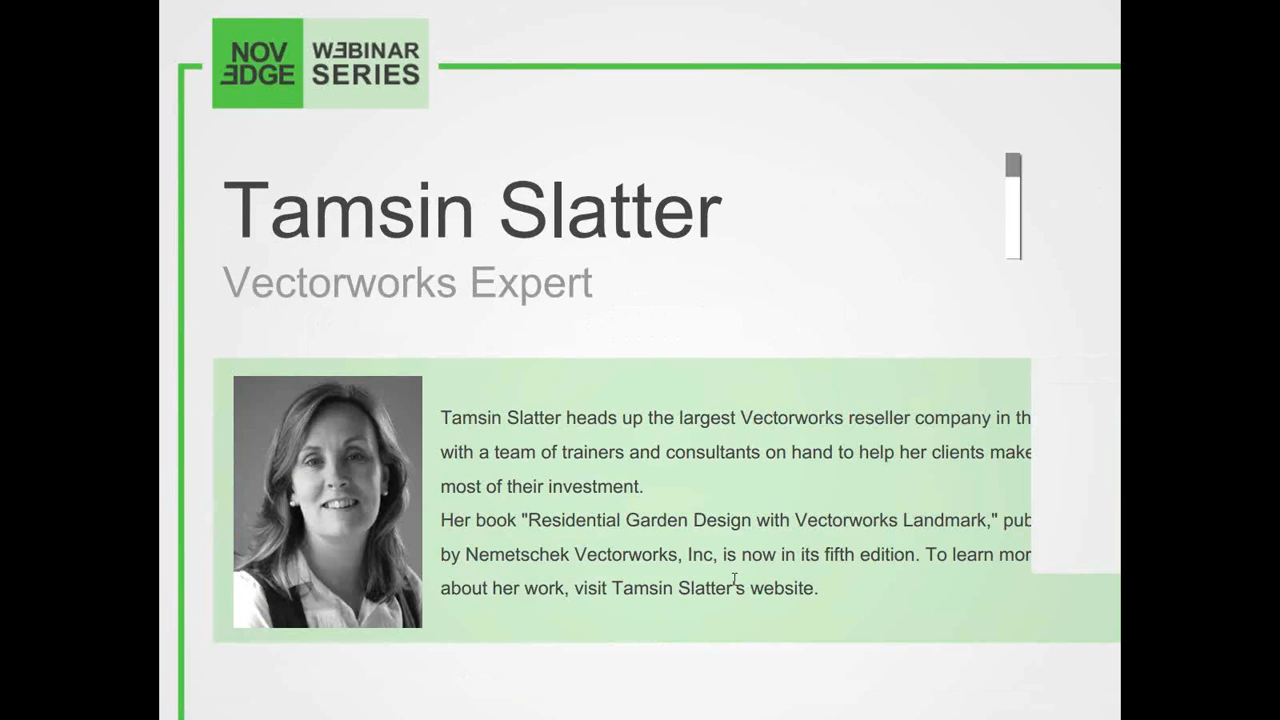 NOV
EDGE
WEBINAR
SERIES
Tamsin Slatter
Vectorworks Expert
Tamsin Slatter heads up the largest Vectorworks reseller company in th
with a team of trainers and consultants on hand to help her clients make
most of their investment.
Her book "Residential Garden Design with Vectorworks Landmark," pub
by Nemetschek Vectorworks, Inc, is now in its fifth edition. To learn mor
about her work, visit Tamsin Slatter's website.